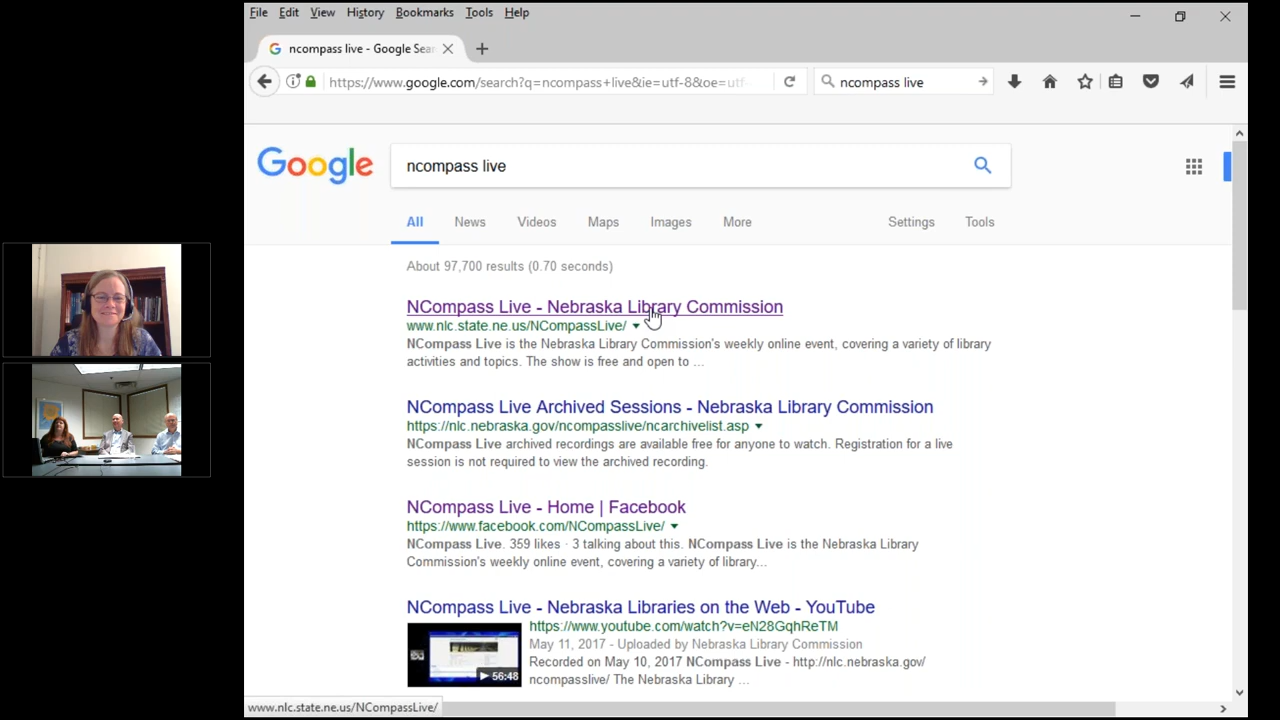 File Edit View History Bookmarks Tools Help
ncompass live - Google Sear
https://www.google.com/search?q=ncompass+live&ie=utf-8&oe=utf-
ncompass live
Google
ncompass live
All News Videos Maps Images More Settings Tools
About 97,700 results (0.70 seconds)
NCompass Live - Nebraska Library Commission
www.nlc.state.ne.us/NCompassLive/
NCompass Live is the Nebraska Library Commission's weekly online event, covering a variety of library
activities and topics. The show is free and open to ...
NCompass Live Archived Sessions - Nebraska Library Commission
https://nlc.nebraska.gov/ncompasslive/ncarchivelist.asp
NCompass Live archived recordings are available free for anyone to watch. Registration for a live
session is not required to view the archived recording.
NCompass Live - Home | Facebook
https://www.facebook.com/NCompassLive/
NCompass Live. 359 likes · 3 talking about this. NCompass Live is the Nebraska Library
Commission's weekly online event, covering a variety of library...
NCompass Live - Nebraska Libraries on the Web - YouTube
https://www.youtube.com/watch?v=eN28GqhReTM
May 11, 2017 - Uploaded by Nebraska Library Commission
Recorded on May 10, 2017 NCompass Live - http://nlc.nebraska.gov/
ncompasslive/ The Nebraska Library ...
56:48
www.nlc.state.ne.us/NCompassLive/